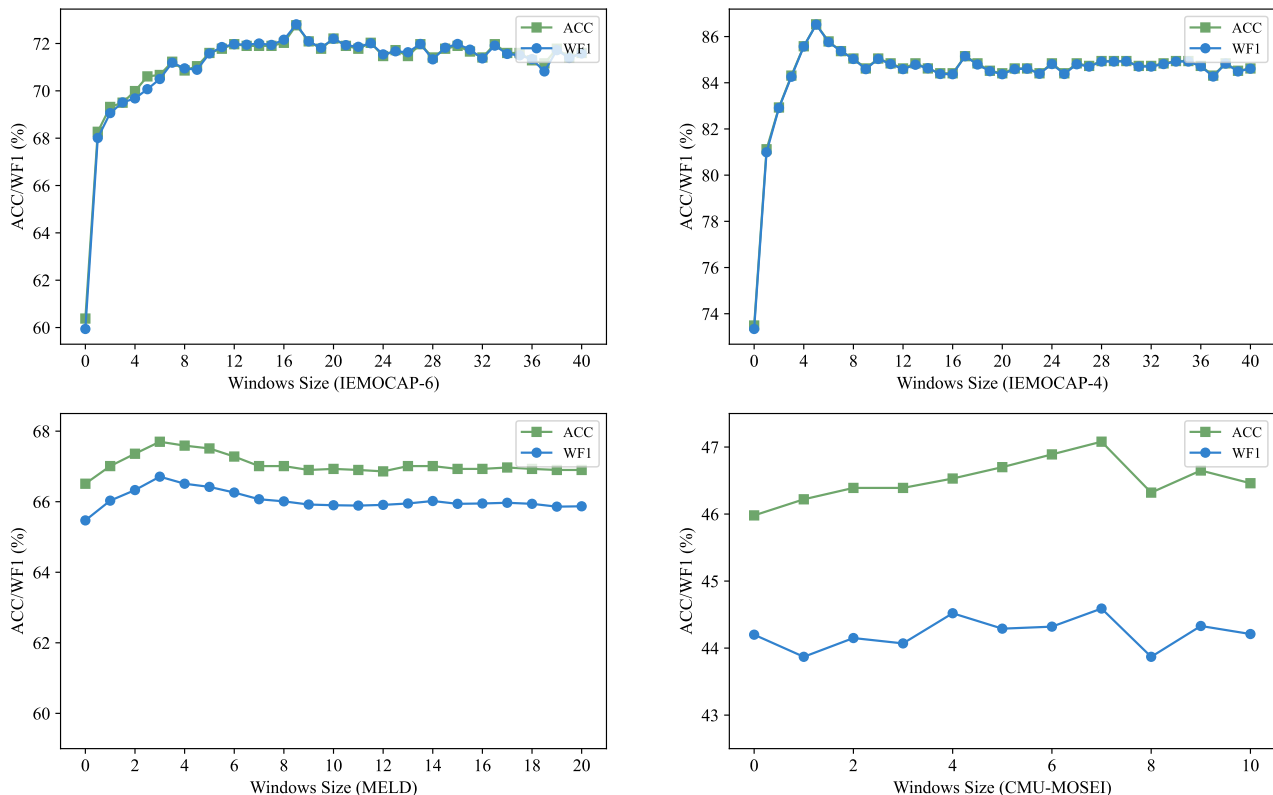 72
70
68
66
64
62
60
ACC/WF1 (%)
ACC
WF1
0 4 8 12 16 20 24 28 32 36 40
Windows Size (IEMOCAP-6)
86
84
82
80
78
76
74
ACC/WF1 (%)
ACC
WF1
0 4 8 12 16 20 24 28 32 36 40
Windows Size (IEMOCAP-4)
68
66
64
62
60
ACC/WF1 (%)
ACC
WF1
0 2 4 6 8 10 12 14 16 18 20
Windows Size (MELD)
47
46
45
44
43
ACC/WF1 (%)
ACC
WF1
0 2 4 6 8 10
Windows Size (CMU-MOSEI)